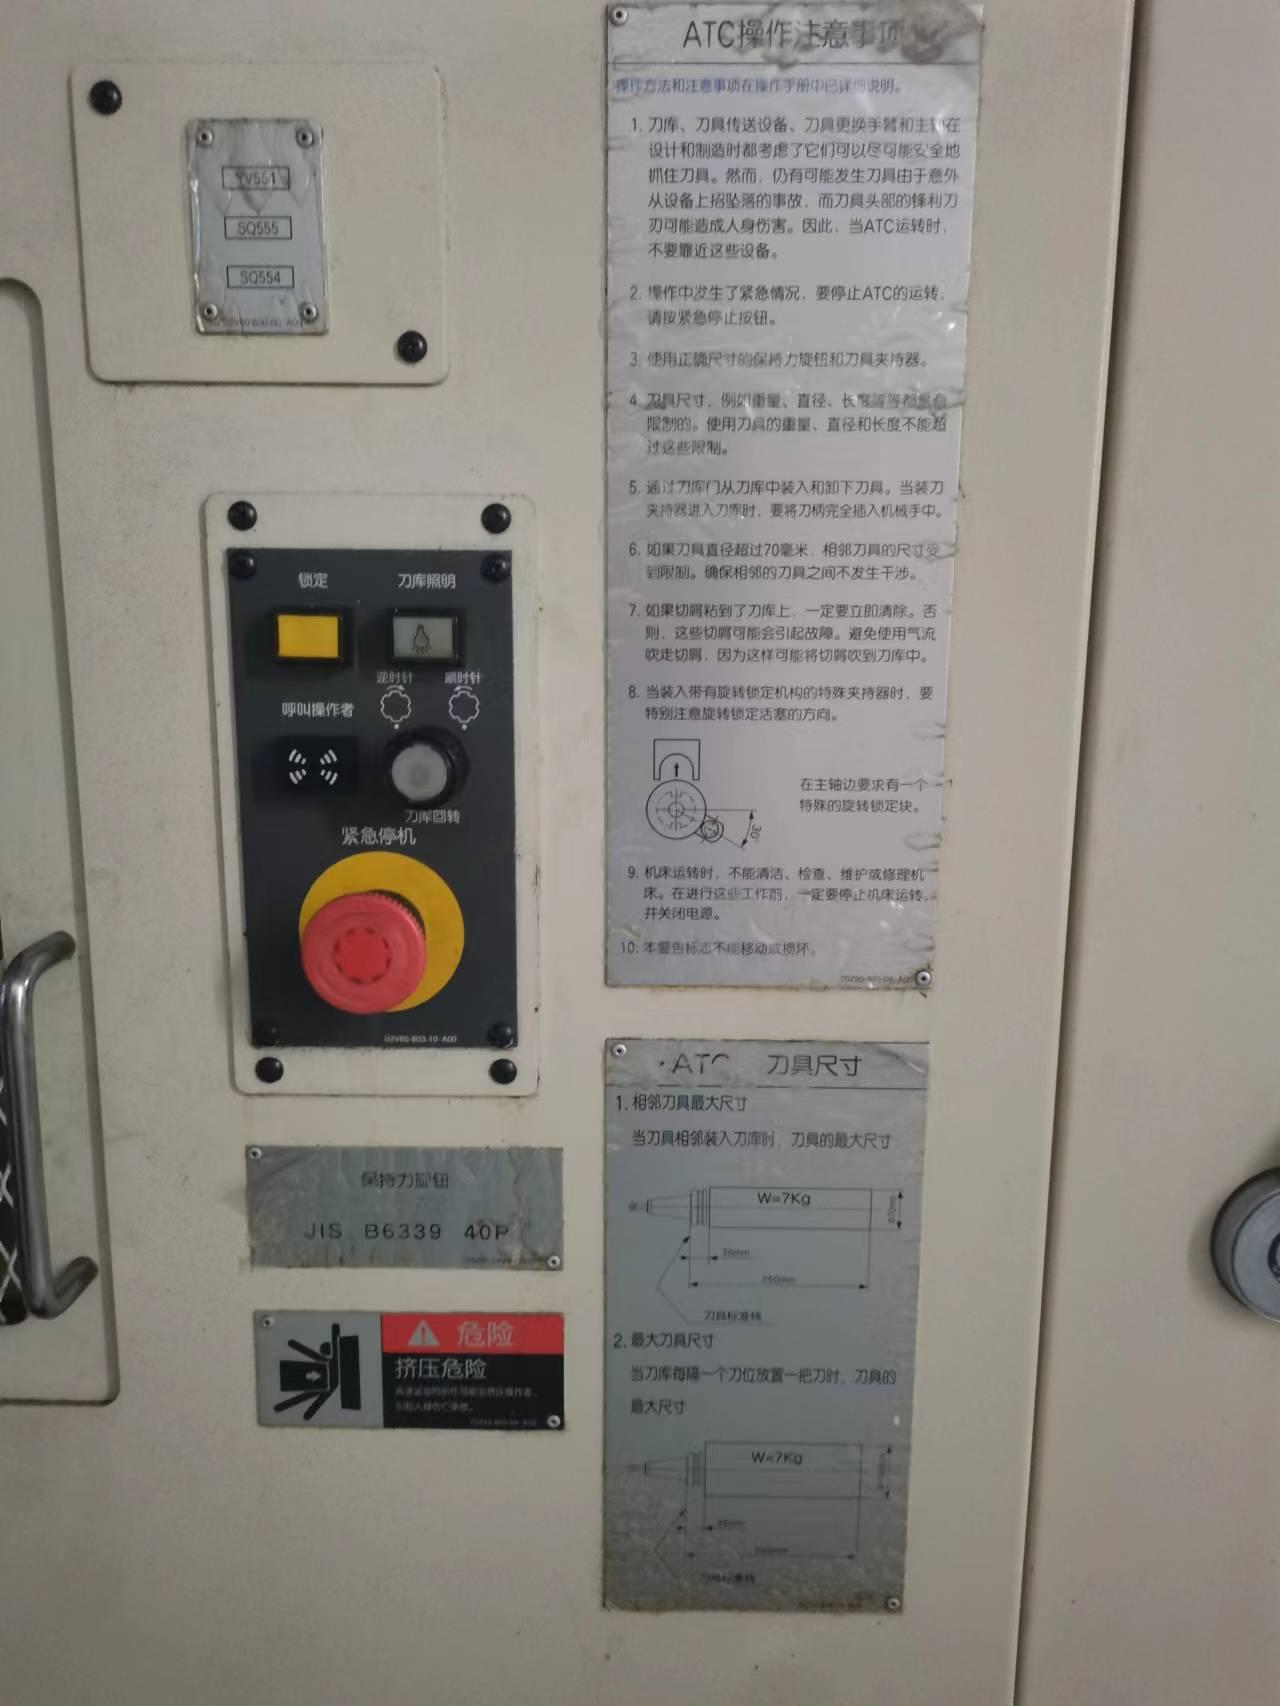 YV551
SQ555
SQ554
锁定
刀库照明
逆时针
顺时针
呼叫操作者
刀库回转
紧急停机
02V65-803-10-A00
保持力旋钮
JIS B6339 40P
危险
挤压危险
ATC操作注意事项
操作方法和注意事项在操作手册中已详细说明。
1. 刀库、刀具传送设备、刀具更换手臂和主轴在
设计和制造时都考虑了它们可以尽可能安全地
抓住刀具。然而，仍有可能发生刀具由于意外
从设备上招坠落的事故，而刀具头部的锋利刀
刃可能造成人身伤害。因此，当ATC运转时，
不要靠近这些设备。
2. 操作中发生了紧急情况，要停止ATC的运转，
请按紧急停止按钮。
3. 使用正确尺寸的保持力旋钮和刀具夹持器。
4. 刀具尺寸，例如重量、直径、长度等等都是有
限制的。使用刀具的重量、直径和长度不能超
过这些限制。
5. 通过刀库门从刀库中装入和卸下刀具。当装刀
夹持器进入刀库时，要将刀柄完全插入机械手中。
6. 如果刀具直径超过70毫米，相邻刀具的尺寸受
到限制。确保相邻的刀具之间不发生干涉。
7. 如果切屑粘到了刀库上，一定要立即清除。否
则，这些切屑可能会引起故障。避免使用气流
吹走切屑，因为这样可能将切屑吹到刀库中。
8. 当装入带有旋转锁定机构的特殊夹持器时，要
特别注意旋转锁定活塞的方向。
在主轴边要求有一个
特殊的旋转锁定块。
30°
9. 机床运转时，不能清洁、检查、维护或修理机
床。在进行这些工作前，一定要停止机床运转，
并关闭电源。
10. 本警告标志不能移动或损坏。
ATC 刀具尺寸
1. 相邻刀具最大尺寸
当刀具相邻装入刀库时，刀具的最大尺寸
W=7Kg
35mm
250mm
刀具标准线
2. 最大刀具尺寸
当刀库每隔一个刀位放置一把刀时，刀具的
最大尺寸
W=7Kg
35mm